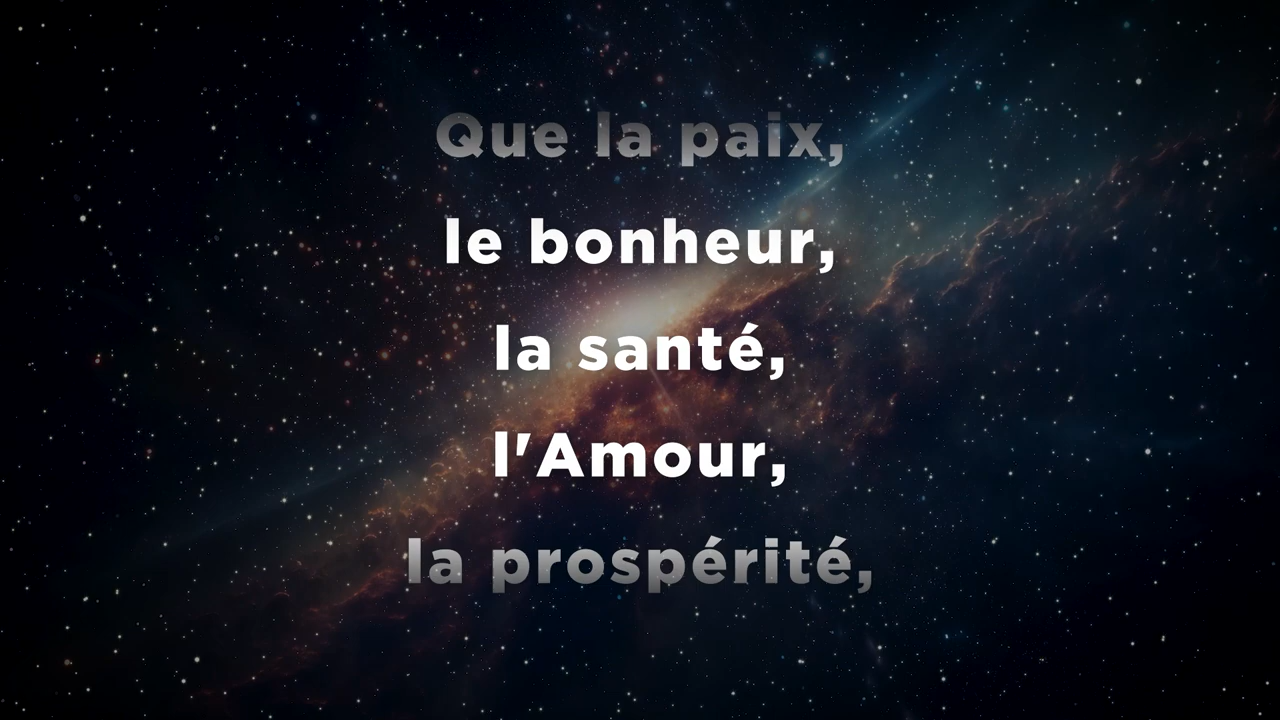 Que la paix,
le bonheur,
la santé,
l'Amour,
la prospérité,